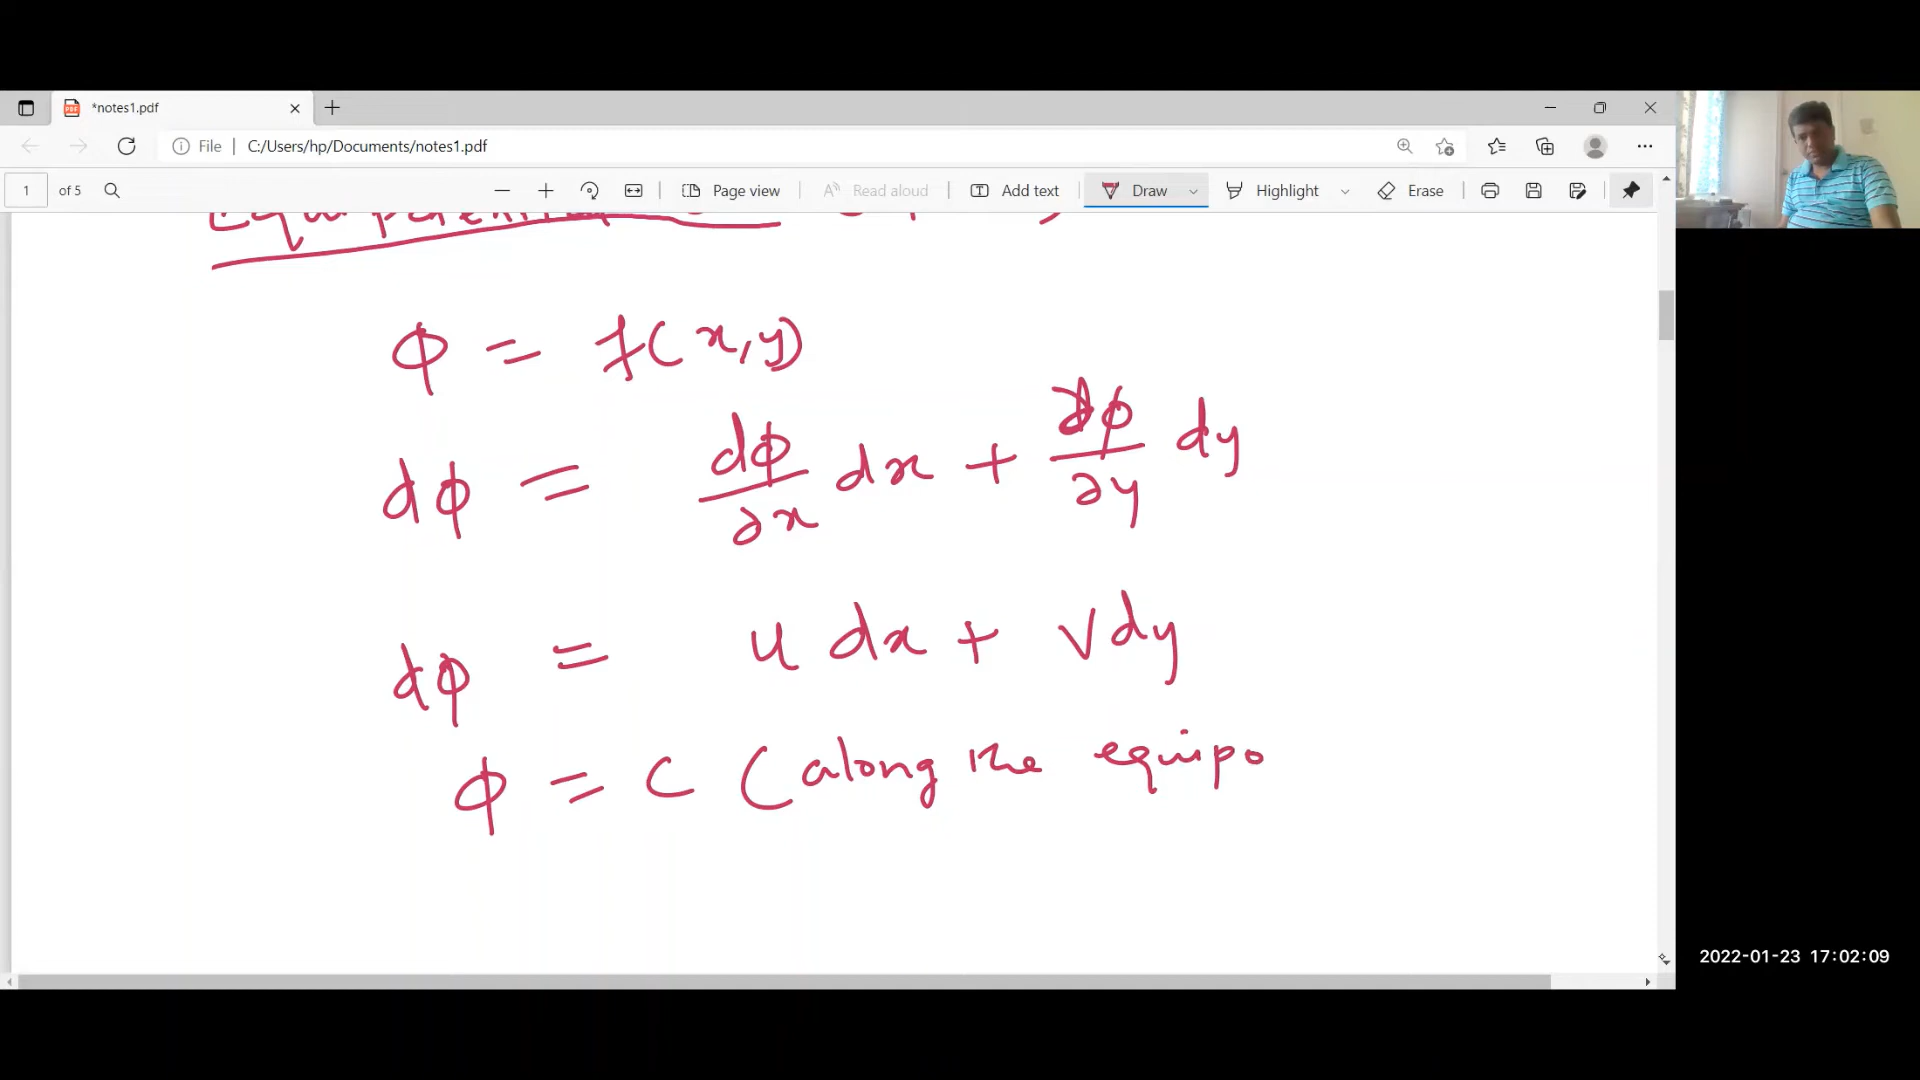 *notes1.pdf
File C:/Users/hp/Documents/notes1.pdf
1 of 5 Page view Read aloud Add text Draw Highlight Erase
ϕ = f(x,y)
dϕ = dϕ/∂x dx + ∂ϕ/∂y dy
dϕ = u dx + v dy
ϕ = C (along the equipo
2022-01-23 17:02:09